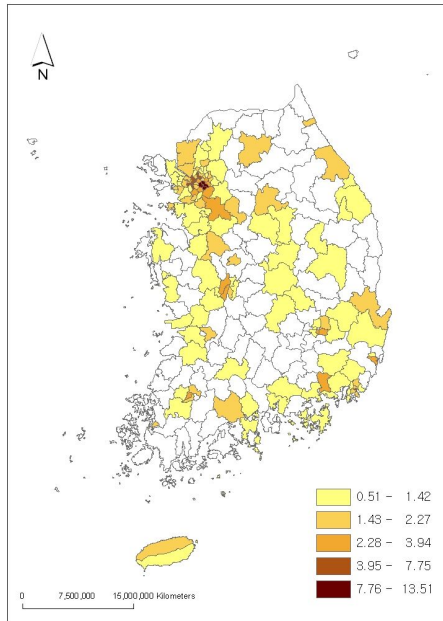 N
0.51 - 1.42
1.43 - 2.27
2.28 - 3.94
3.95 - 7.75
7.76 - 13.51
0 7,500,000 15,000,000 Kilometers